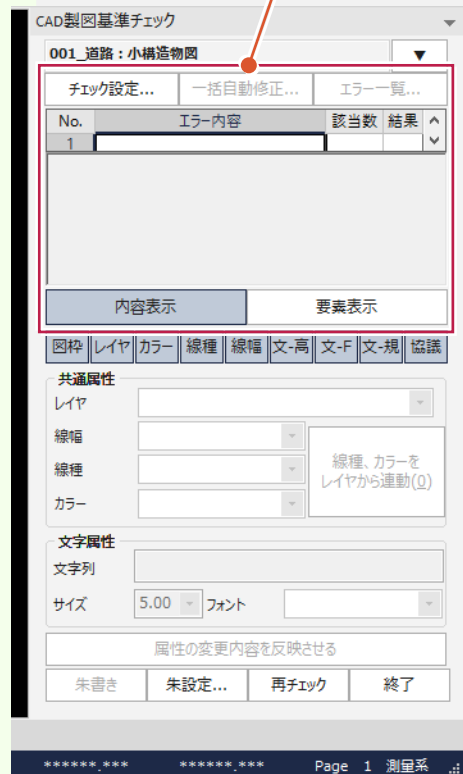 CAD製図基準チェック
001_道路：小構造物図 ▼
チェック設定... 一括自動修正... エラー一覧...
No. エラー内容 該当数 結果
1
内容表示 要素表示
図枠 レイヤ カラー 線種 線幅 文-高 文-F 文-規 協議
共通属性
レイヤ
線幅
線種
カラー
線種、カラーを
レイヤから連動(0)
文字属性
文字列
サイズ 5.00 フォント
属性の変更内容を反映させる
朱書き 朱設定... 再チェック 終了
******.*** ******.*** Page 1 測量系